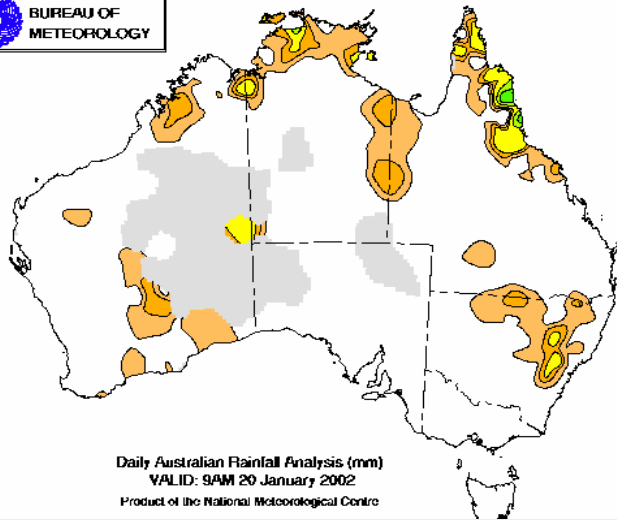 BUREAU OF
METEOROLOGY
Daily Australian Rainfall Analysis (mm)
VALID: 9AM 20 January 2002
Product of the National Meteorological Centre